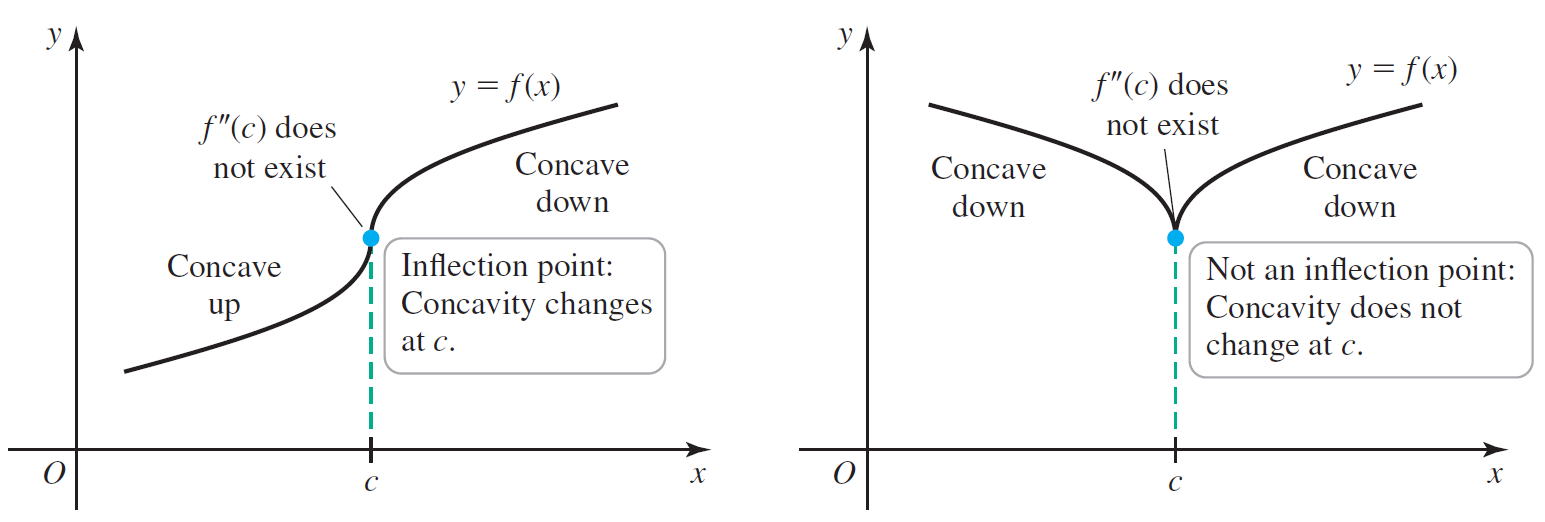 y
y = f(x)
f″(c) does
not exist
Concave
down
Concave
up
Inflection point:
Concavity changes
at c.
O
c
x
y
f″(c) does
not exist
y = f(x)
Concave
down
Concave
down
Not an inflection point:
Concavity does not
change at c.
O
c
x